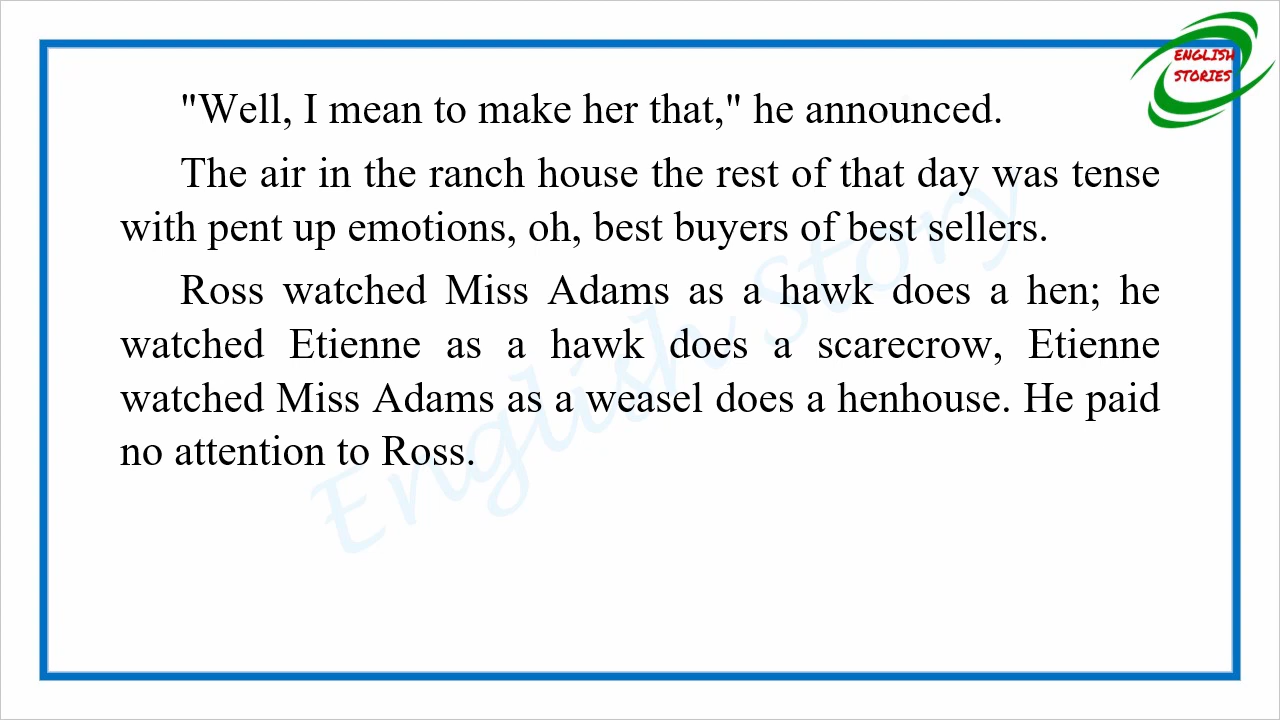 ENGLISH
STORIES
"Well, I mean to make her that," he announced.
The air in the ranch house the rest of that day was tense
with pent up emotions, oh, best buyers of best sellers.
Ross watched Miss Adams as a hawk does a hen; he
watched Etienne as a hawk does a scarecrow, Etienne
watched Miss Adams as a weasel does a henhouse. He paid
no attention to Ross.
English Story